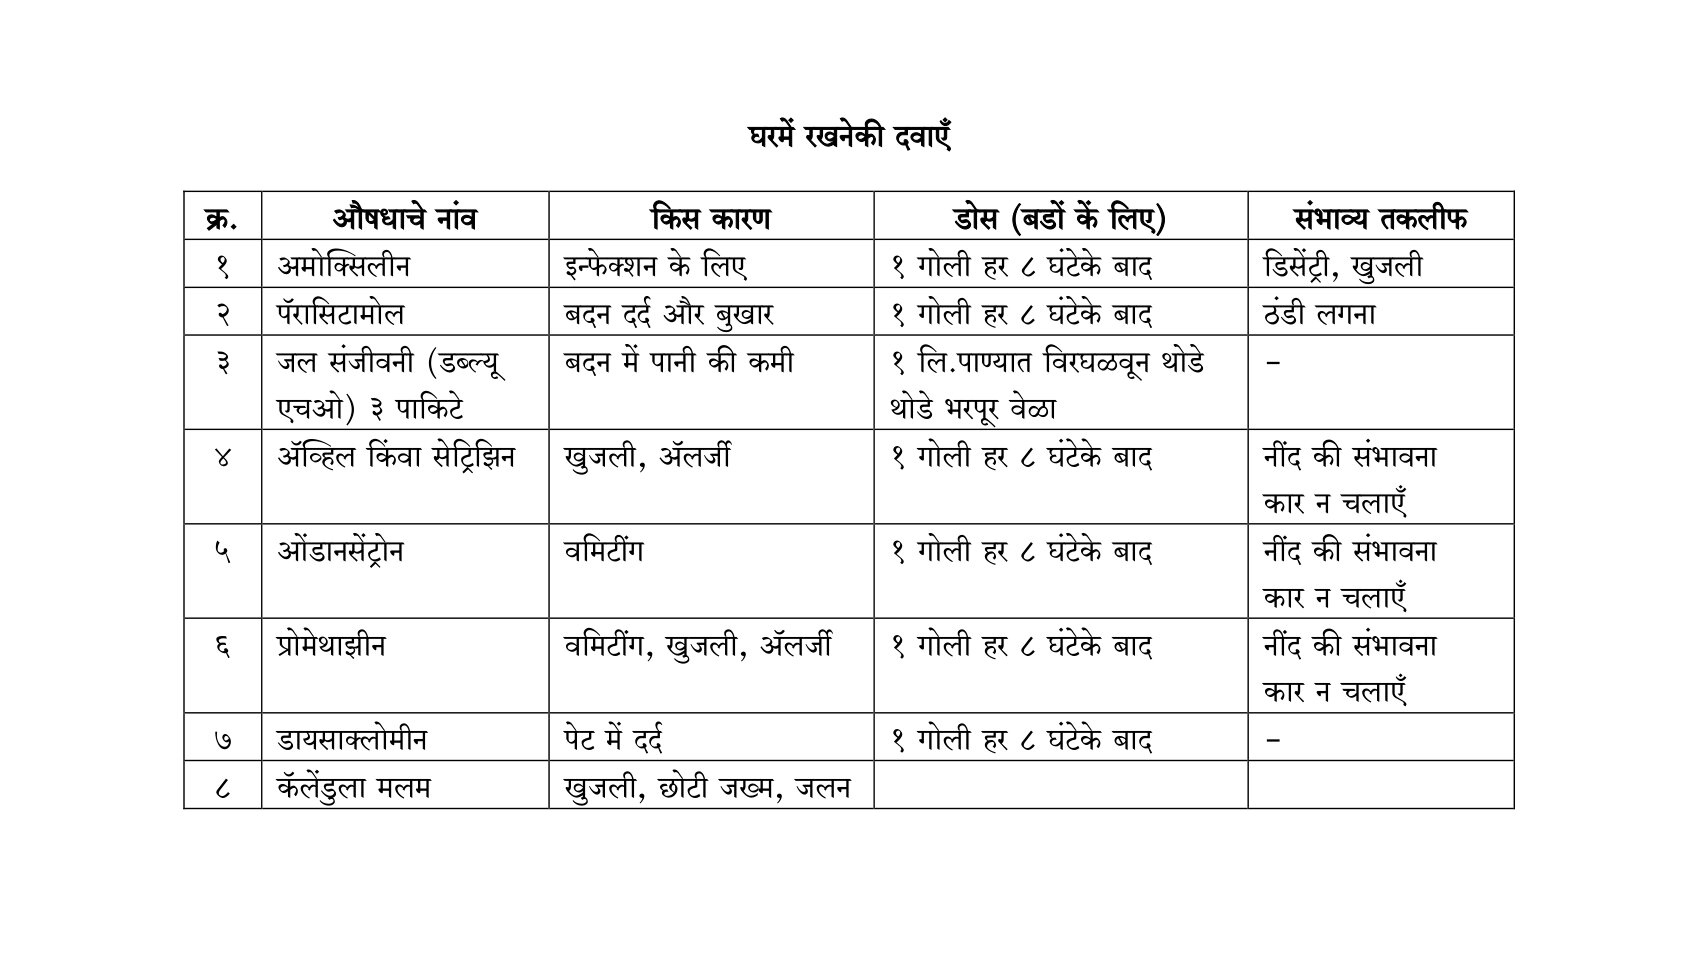 घरमें रखनेकी दवाएँ
क्र. औषधाचे नांव किस कारण डोस (बडों कें लिए) संभाव्य तकलीफ
१ अमोक्सिलीन इन्फेक्शन के लिए १ गोली हर ८ घंटेके बाद डिसेंट्री, खुजली
२ पॅरासिटामोल बदन दर्द और बुखार १ गोली हर ८ घंटेके बाद ठंडी लगना
३ जल संजीवनी (डब्ल्यू बदन में पानी की कमी १ लि.पाण्यात विरघळवून थोडे –
एचओ) ३ पाकिटे थोडे भरपूर वेळा
४ ॲव्हिल किंवा सेट्रिझिन खुजली, ॲलर्जी १ गोली हर ८ घंटेके बाद नींद की संभावना
कार न चलाएँ
५ ओंडानसेंट्रोन वमिटींग १ गोली हर ८ घंटेके बाद नींद की संभावना
कार न चलाएँ
६ प्रोमेथाझीन वमिटींग, खुजली, ॲलर्जी १ गोली हर ८ घंटेके बाद नींद की संभावना
कार न चलाएँ
७ डायसाक्लोमीन पेट में दर्द १ गोली हर ८ घंटेके बाद –
८ कॅलेंडुला मलम खुजली, छोटी जख्म, जलन